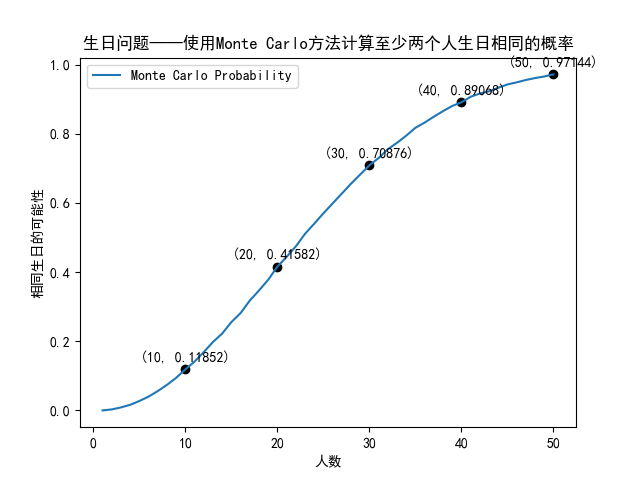 生日问题——使用Monte Carlo方法计算至少两个人生日相同的概率
Monte Carlo Probability
(50, 0.97144)
(40, 0.89068)
(30, 0.70876)
(20, 0.41582)
(10, 0.11852)
相同生日的可能性
1.0
0.8
0.6
0.4
0.2
0.0
0 10 20 30 40 50
人数